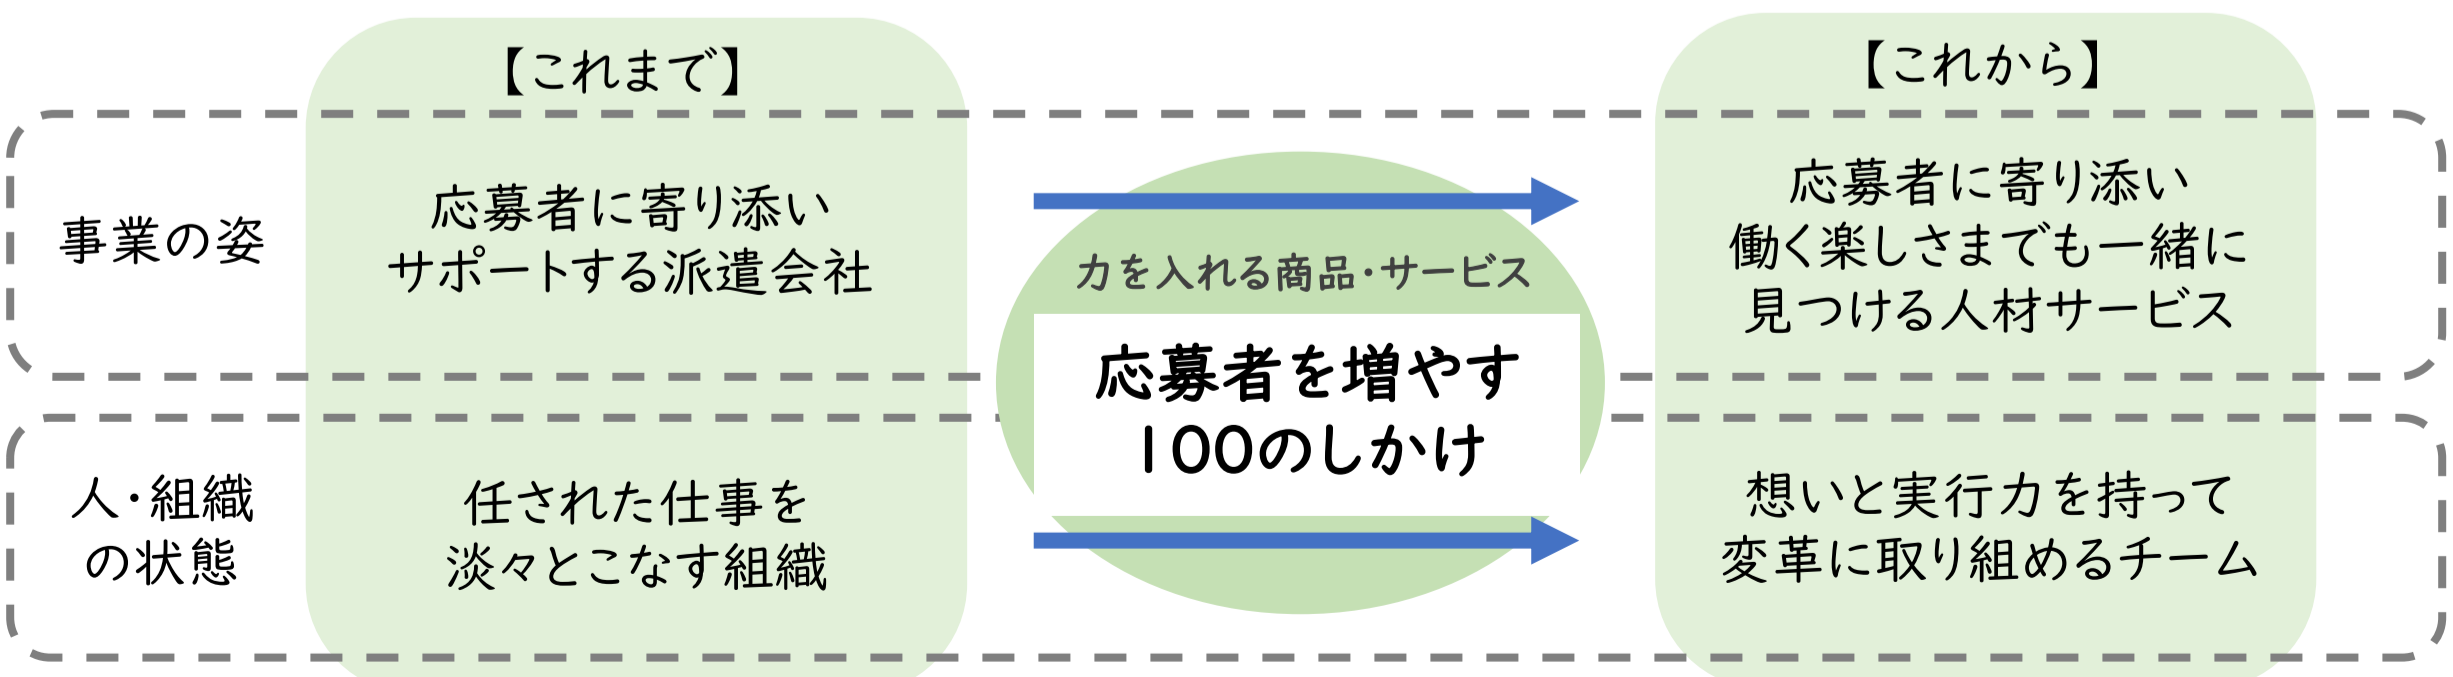 【これまで】
【これから】
事業の姿
応募者に寄り添い
サポートする派遣会社
力を入れる商品・サービス
応募者を増やす
100のしかけ
応募者に寄り添い
働く楽しさまでも一緒に
見つける人材サービス
人・組織
の状態
任された仕事を
淡々とこなす組織
想いと実行力を持って
変革に取り組めるチーム